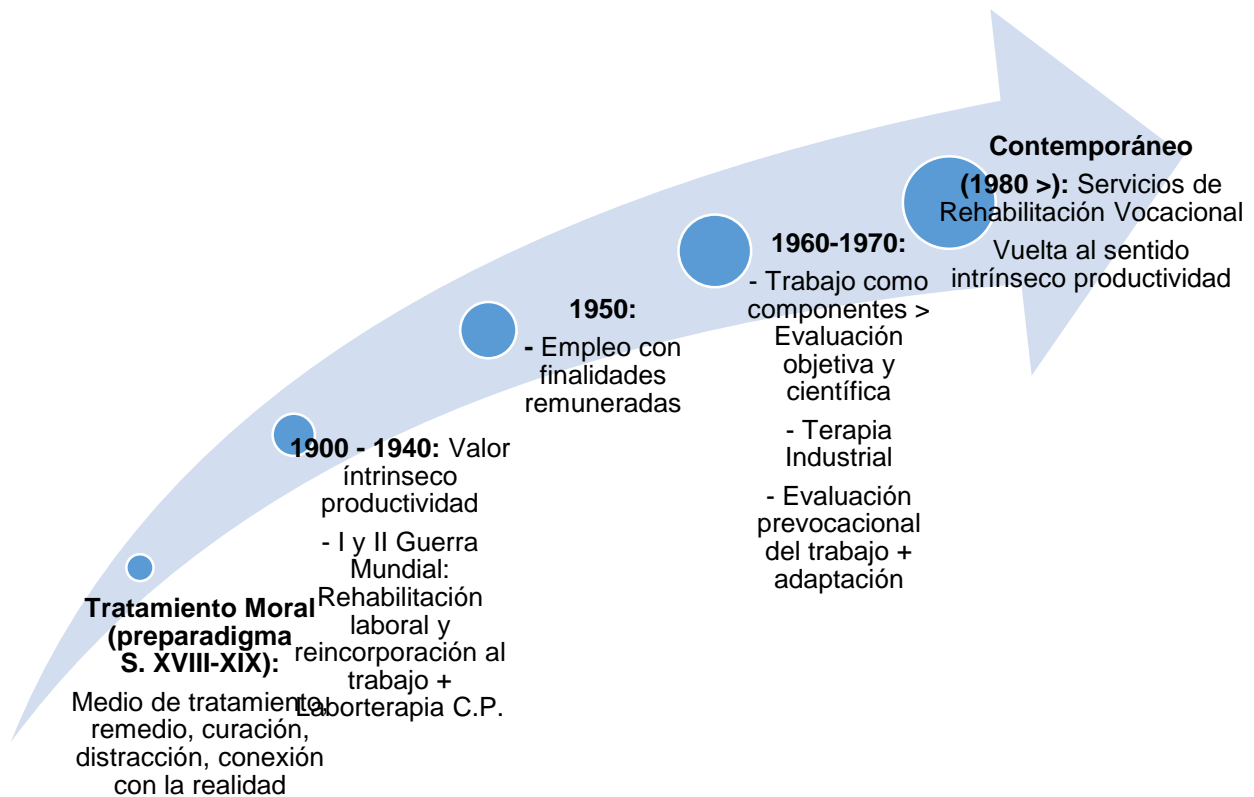 Tratamiento Moral
(preparadigma
S. XVIII-XIX):
Medio de tratamiento,
remedio, curación,
distracción, conexión
con la realidad
1900 - 1940: Valor
íntrinseco
productividad
- I y II Guerra
Mundial:
Rehabilitación
laboral y
reincorporación al
trabajo +
Laborterapia C.P.
1950:
- Empleo con
finalidades
remuneradas
1960-1970:
- Trabajo como
componentes >
Evaluación
objetiva y
científica
- Terapia
Industrial
- Evaluación
prevocacional
del trabajo +
adaptación
Contemporáneo
(1980 >): Servicios de
Rehabilitación Vocacional
Vuelta al sentido
intrínseco productividad